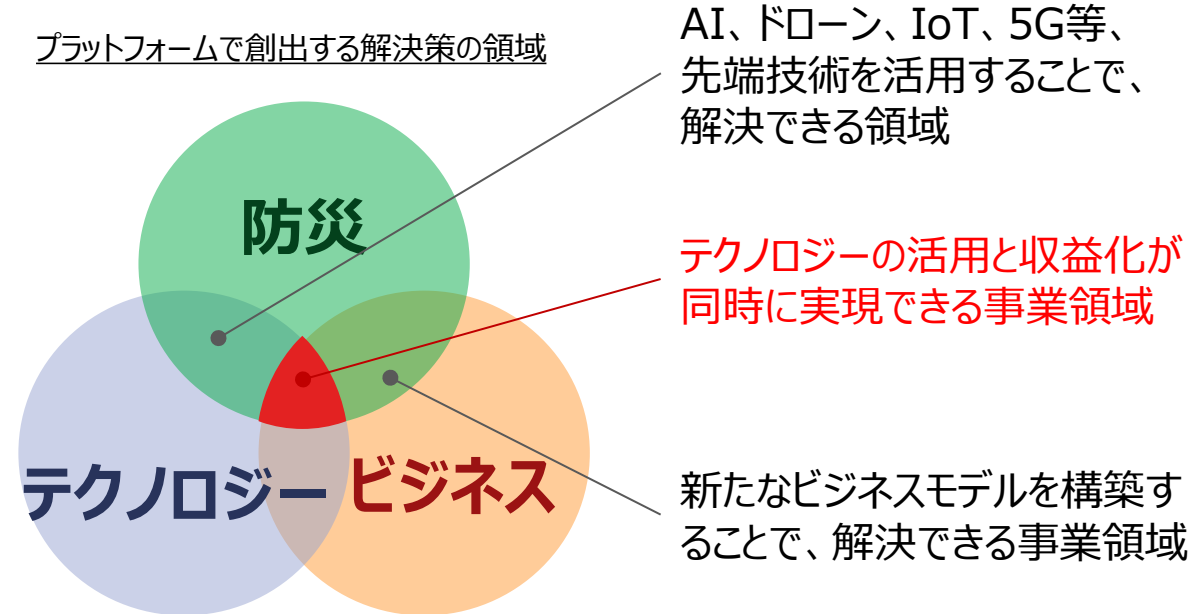 プラットフォームで創出する解決策の領域
AI、ドローン、IoT、5G等、
先端技術を活用することで、
解決できる領域
防災
テクノロジーの活用と収益化が
同時に実現できる事業領域
テクノロジー
ビジネス
新たなビジネスモデルを構築す
ることで、解決できる事業領域